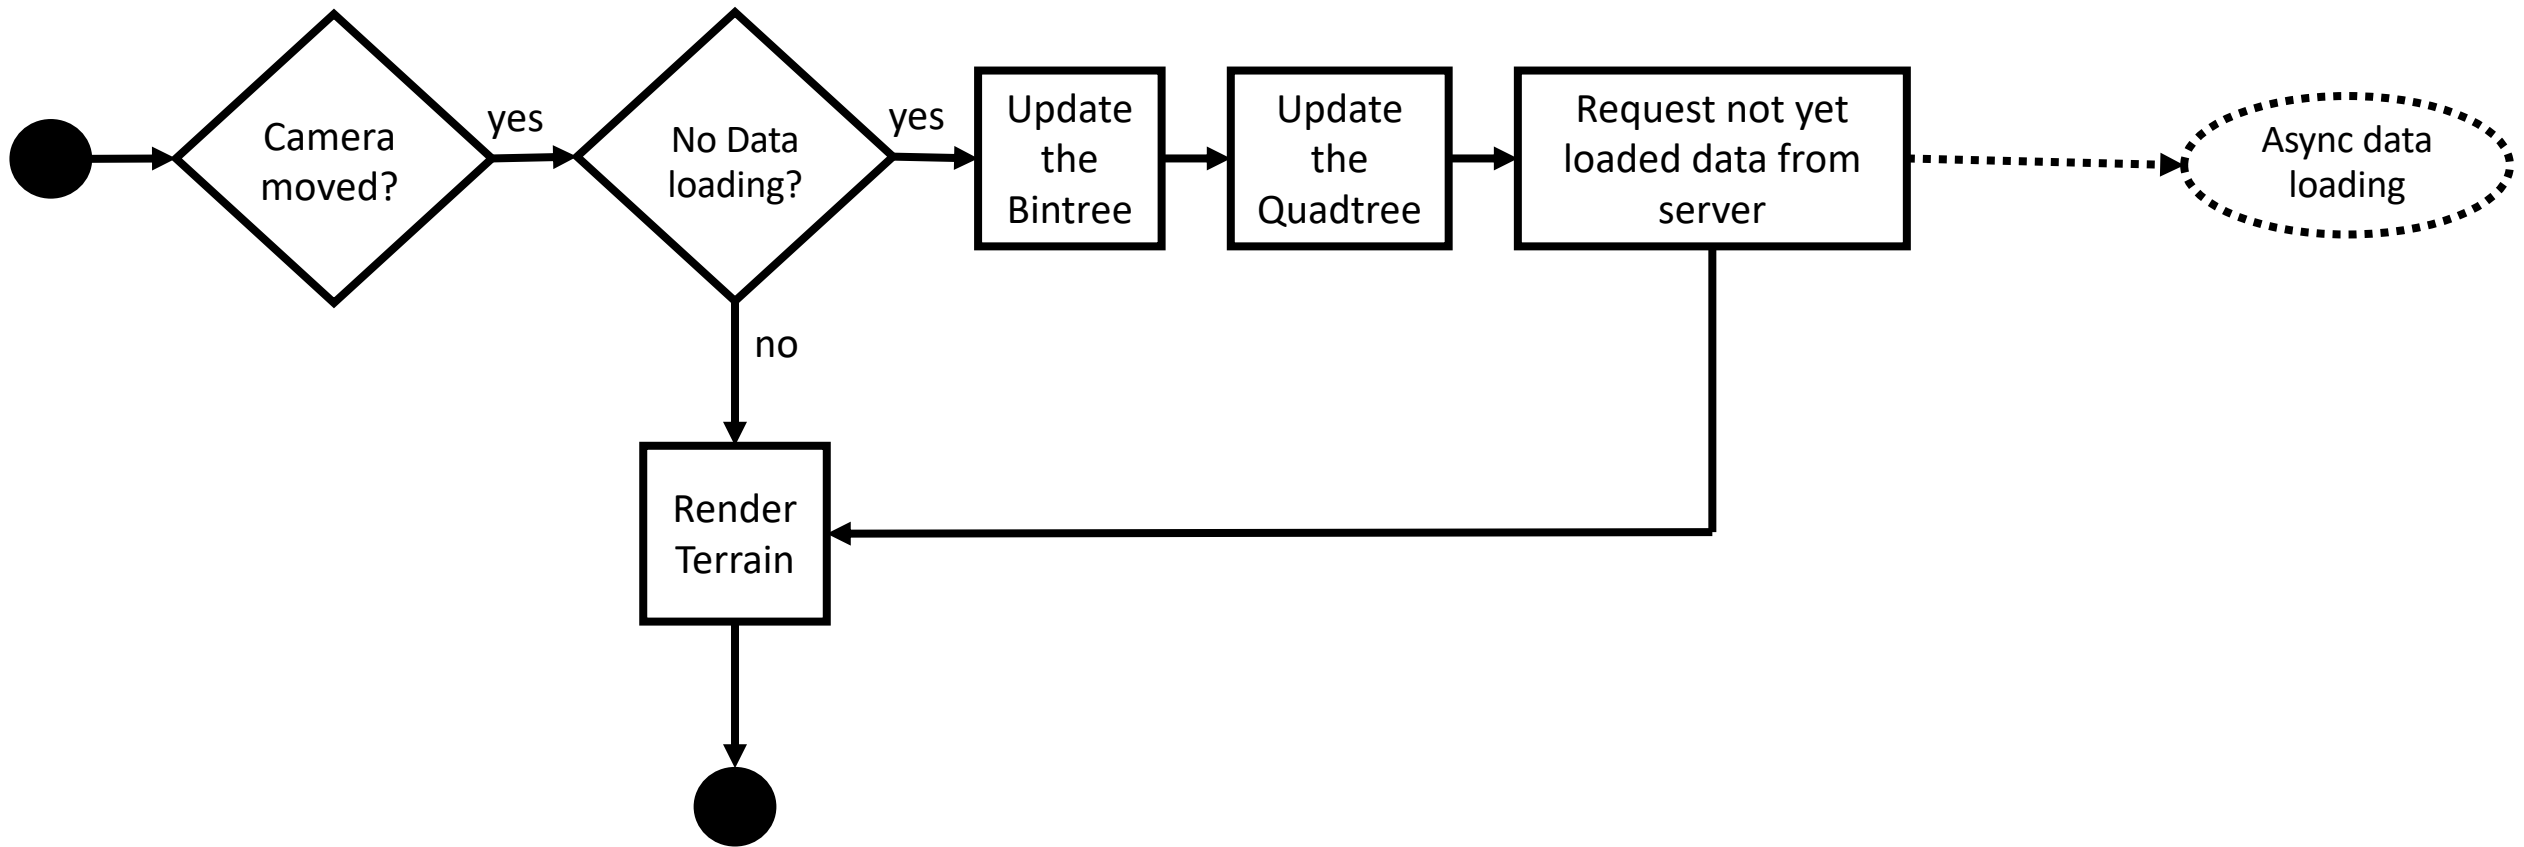 Camera
moved?
yes
No Data
loading?
yes
Update
the
Bintree
Update
the
Quadtree
Request not yet
loaded data from
server
Async data
loading
no
Render
Terrain